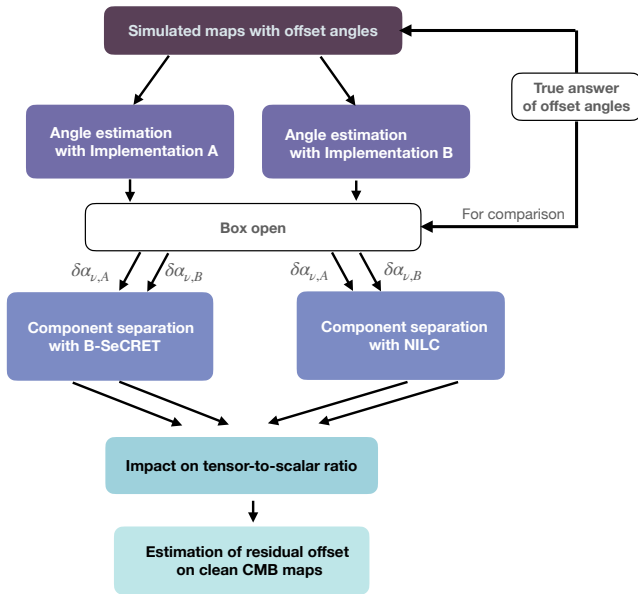 Simulated maps with offset angles
True answer
of offset angles
Angle estimation
with Implementation A
Angle estimation
with Implementation B
For comparison
Box open
δα_{ν,A}
δα_{ν,B}
δα_{ν,A}
δα_{ν,B}
Component separation
with B-SeCRET
Component separation
with NILC
Impact on tensor-to-scalar ratio
Estimation of residual offset
on clean CMB maps